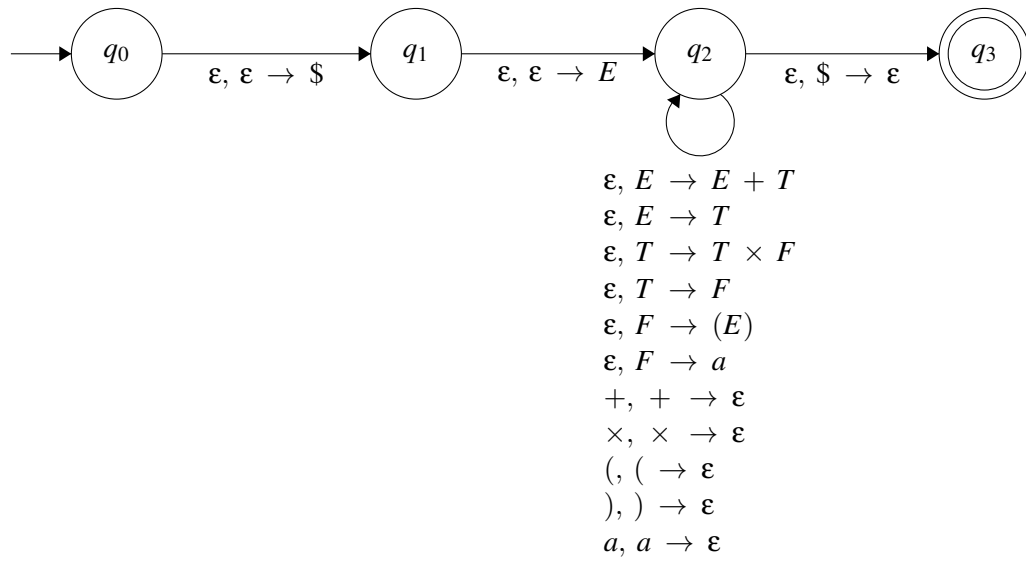 q0 q1 q2 q3
ε, ε → $ ε, ε → E ε, $ → ε
ε, E → E + T
ε, E → T
ε, T → T × F
ε, T → F
ε, F → (E)
ε, F → a
+, + → ε
×, × → ε
(, ( → ε
), ) → ε
a, a → ε